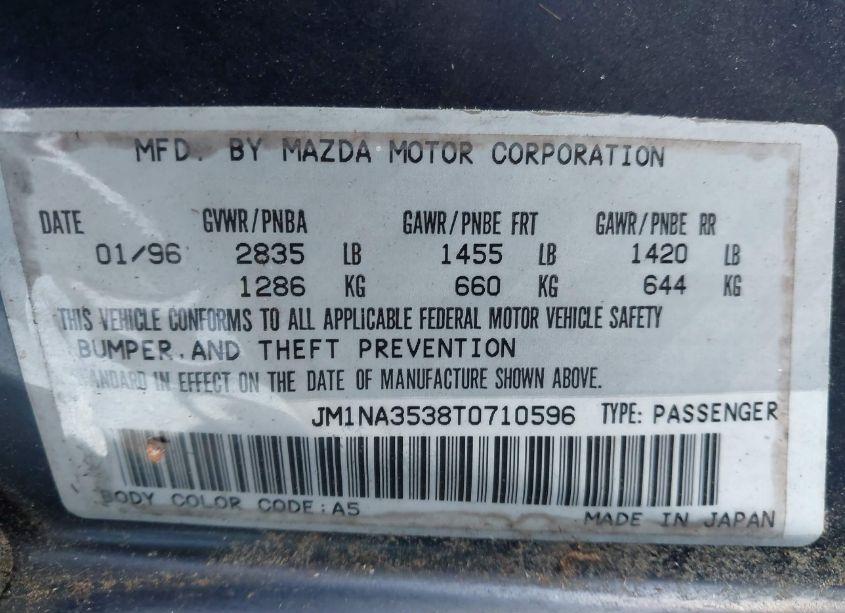 MFD. BY MAZDA MOTOR CORPORATION
DATE GVWR/PNBA GAWR/PNBE FRT GAWR/PNBE RR
01/96 2835 LB 1455 LB 1420 LB
1286 KG 660 KG 644 KG
THIS VEHICLE CONFORMS TO ALL APPLICABLE FEDERAL MOTOR VEHICLE SAFETY
BUMPER.AND THEFT PREVENTION
STANDARD IN EFFECT ON THE DATE OF MANUFACTURE SHOWN ABOVE.
JM1NA3538T0710596 TYPE: PASSENGER
BODY COLOR CODE:A5
MADE IN JAPAN